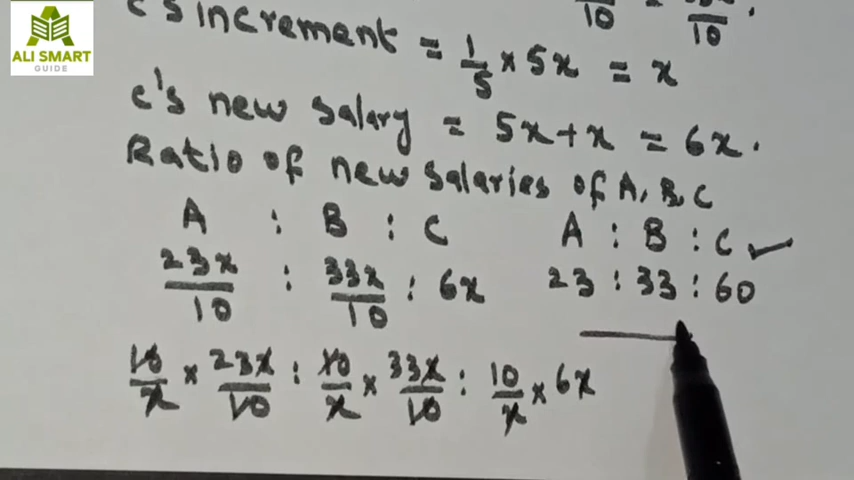 ALI SMART
GUIDE
c's increment = 1/5 × 5x = x
c's new salary = 5x+x = 6x.
Ratio of new salaries of A, B, C
A : B : C
23x/10 : 33x/10 : 6x
A : B : C ✓
23 : 33 : 60
10/x × 23x/10 : 10/x × 33x/10 : 10/x × 6x